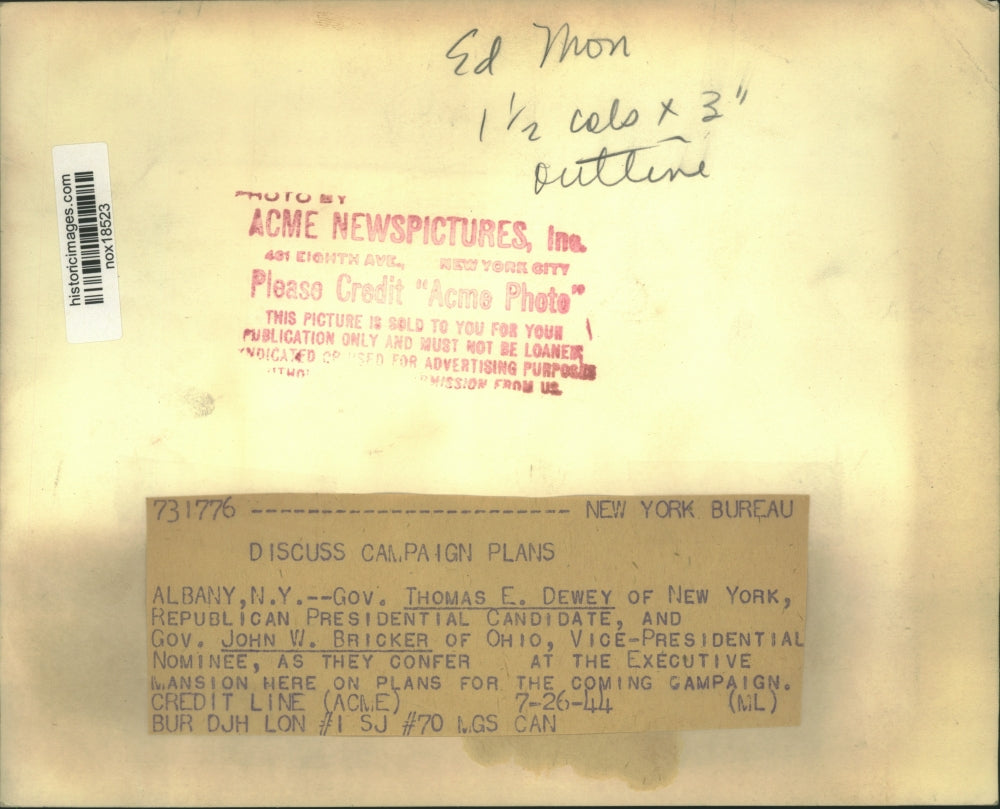 Ed Mon
1 1/2 cols x 3"
outline
historicimages.com
nox18523
PHOTO BY
ACME NEWSPICTURES, Inc.
461 EIGHTH AVE., NEW YORK CITY
Please Credit "Acme Photo"
THIS PICTURE IS SOLD TO YOU FOR YOUR
PUBLICATION ONLY AND MUST NOT BE LOANED,
SYNDICATED OR USED FOR ADVERTISING PURPOSES
WITHOUT PERMISSION FROM US.
731776 ----------------------- NEW YORK BUREAU
DISCUSS CAMPAIGN PLANS
ALBANY,N.Y.--GOV. THOMAS E. DEWEY OF NEW YORK,
REPUBLICAN PRESIDENTIAL CANDIDATE, AND
GOV. JOHN W. BRICKER OF OHIO, VICE-PRESIDENTIAL
NOMINEE, AS THEY CONFER AT THE EXECUTIVE
MANSION HERE ON PLANS FOR THE COMING CAMPAIGN.
CREDIT LINE (ACME) 7-26-44 (ML)
BUR DJH LON #1 SJ #70 MGS CAN